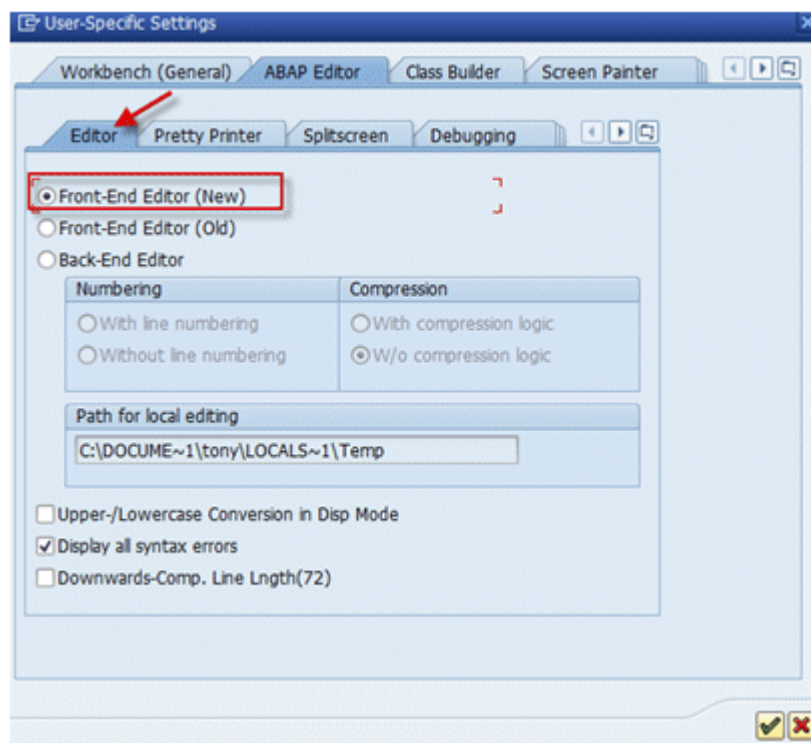 User-Specific Settings
Workbench (General) ABAP Editor Class Builder Screen Painter
Editor Pretty Printer Splitscreen Debugging
Front-End Editor (New)
Front-End Editor (Old)
Back-End Editor
Numbering Compression
With line numbering With compression logic
Without line numbering W/o compression logic
Path for local editing
C:\DOCUME~1\tony\LOCALS~1\Temp
Upper-/Lowercase Conversion in Disp Mode
Display all syntax errors
Downwards-Comp. Line Lngth(72)